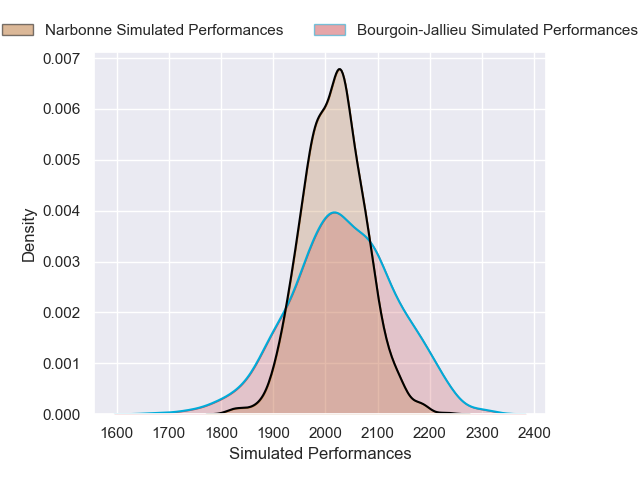 Narbonne Simulated Performances Bourgoin-Jallieu Simulated Performances
0.007
0.006
0.005
0.004
0.003
0.002
0.001
0.000
Density
1600 1700 1800 1900 2000 2100 2200 2300 2400
Simulated Performances